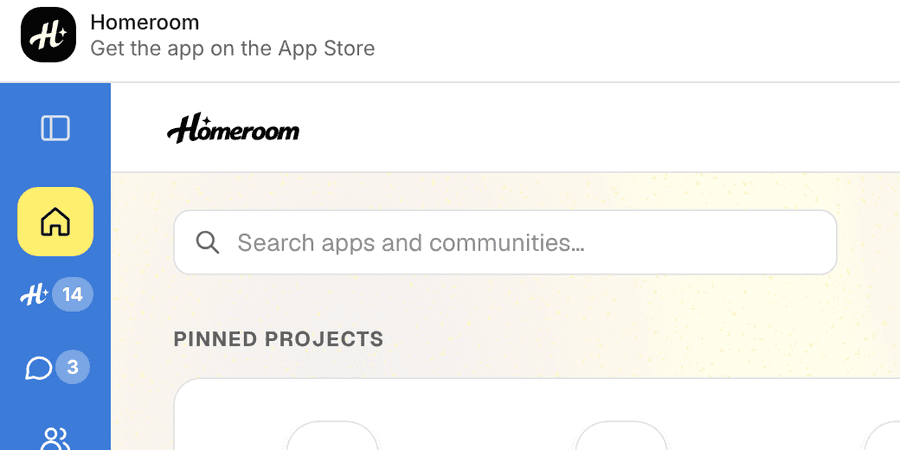 Homeroom
Get the app on the App Store
Homeroom
Search apps and communities…
14
PINNED PROJECTS
3